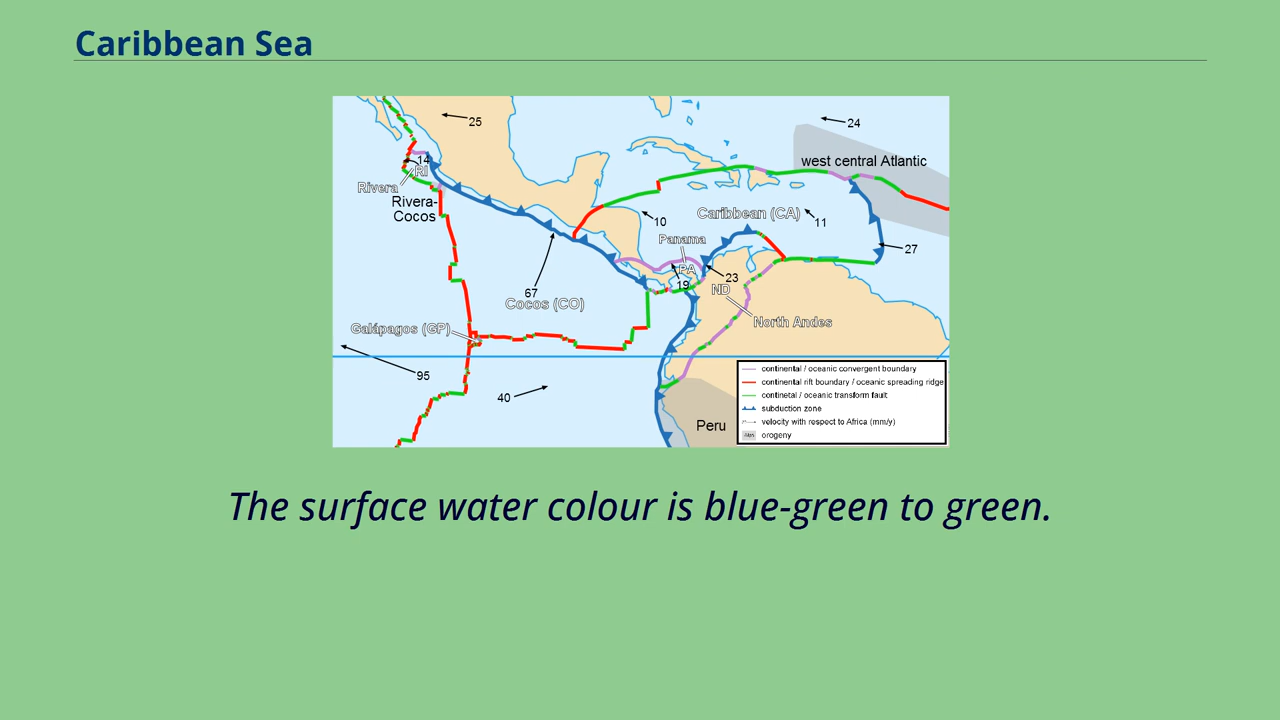 Caribbean Sea
25
24
14
RI
west central Atlantic
Rivera
Rivera-
Cocos
10
Caribbean (CA)
11
Panama
27
PA
23
19
ND
67
Cocos (CO)
North Andes
Galápagos (GP)
95
40
continental / oceanic convergent boundary
continental rift boundary / oceanic spreading ridge
continetal / oceanic transform fault
subduction zone
velocity with respect to Africa (mm/y)
orogeny
Peru
The surface water colour is blue-green to green.